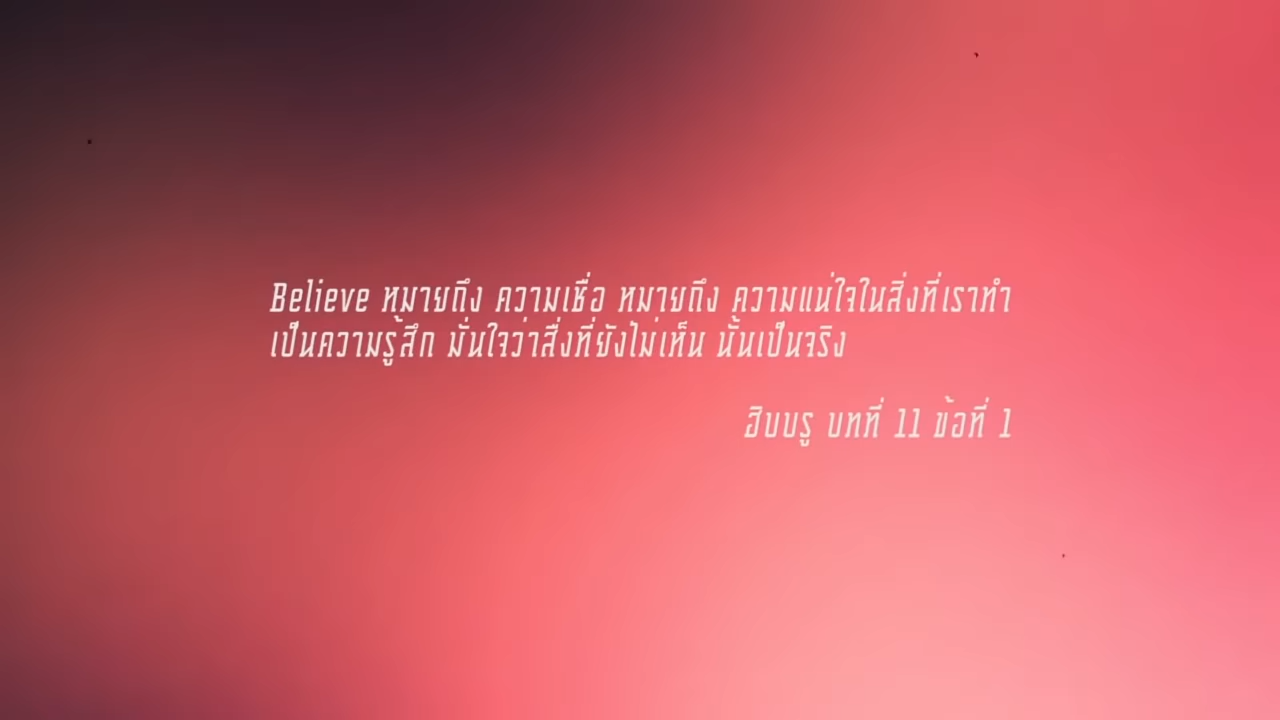 Believe หมายถึง ความเชื่อ หมายถึง ความแน่ใจในสิ่งที่เราทำ
เป็นความรู้สึก มั่นใจว่าสิ่งที่ยังไม่เห็น นั้นเป็นจริง
ฮิบบรู บทที่ 11 ข้อที่ 1